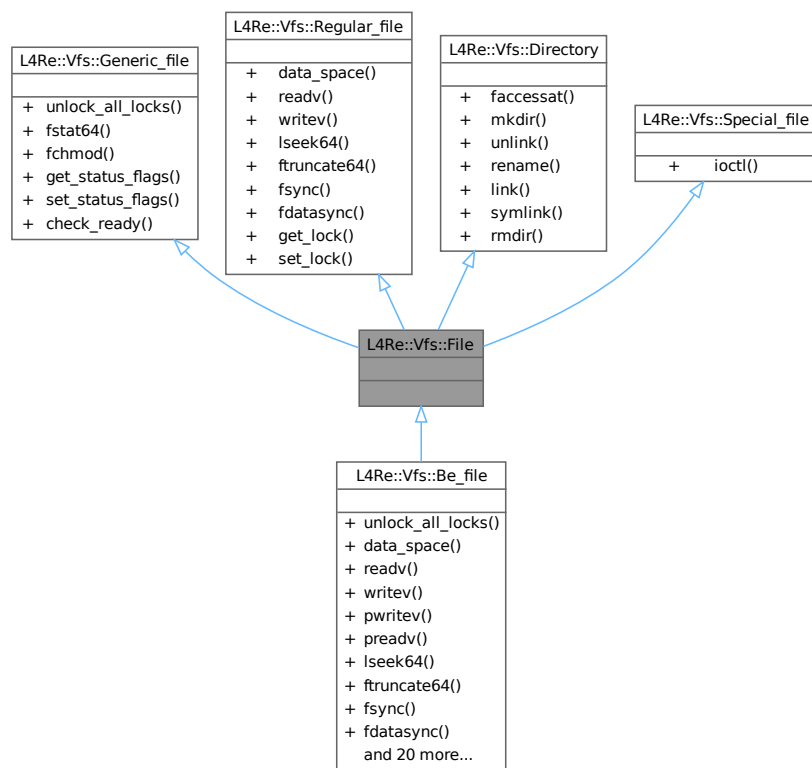 L4Re::Vfs::Generic_file
+ unlock_all_locks()
+ fstat64()
+ fchmod()
+ get_status_flags()
+ set_status_flags()
+ check_ready()
L4Re::Vfs::Regular_file
+ data_space()
+ readv()
+ writev()
+ lseek64()
+ ftruncate64()
+ fsync()
+ fdatasync()
+ get_lock()
+ set_lock()
L4Re::Vfs::Directory
+ faccessat()
+ mkdir()
+ unlink()
+ rename()
+ link()
+ symlink()
+ rmdir()
L4Re::Vfs::Special_file
+ ioctl()
L4Re::Vfs::File
L4Re::Vfs::Be_file
+ unlock_all_locks()
+ data_space()
+ readv()
+ writev()
+ pwritev()
+ preadv()
+ lseek64()
+ ftruncate64()
+ fsync()
+ fdatasync()
and 20 more...